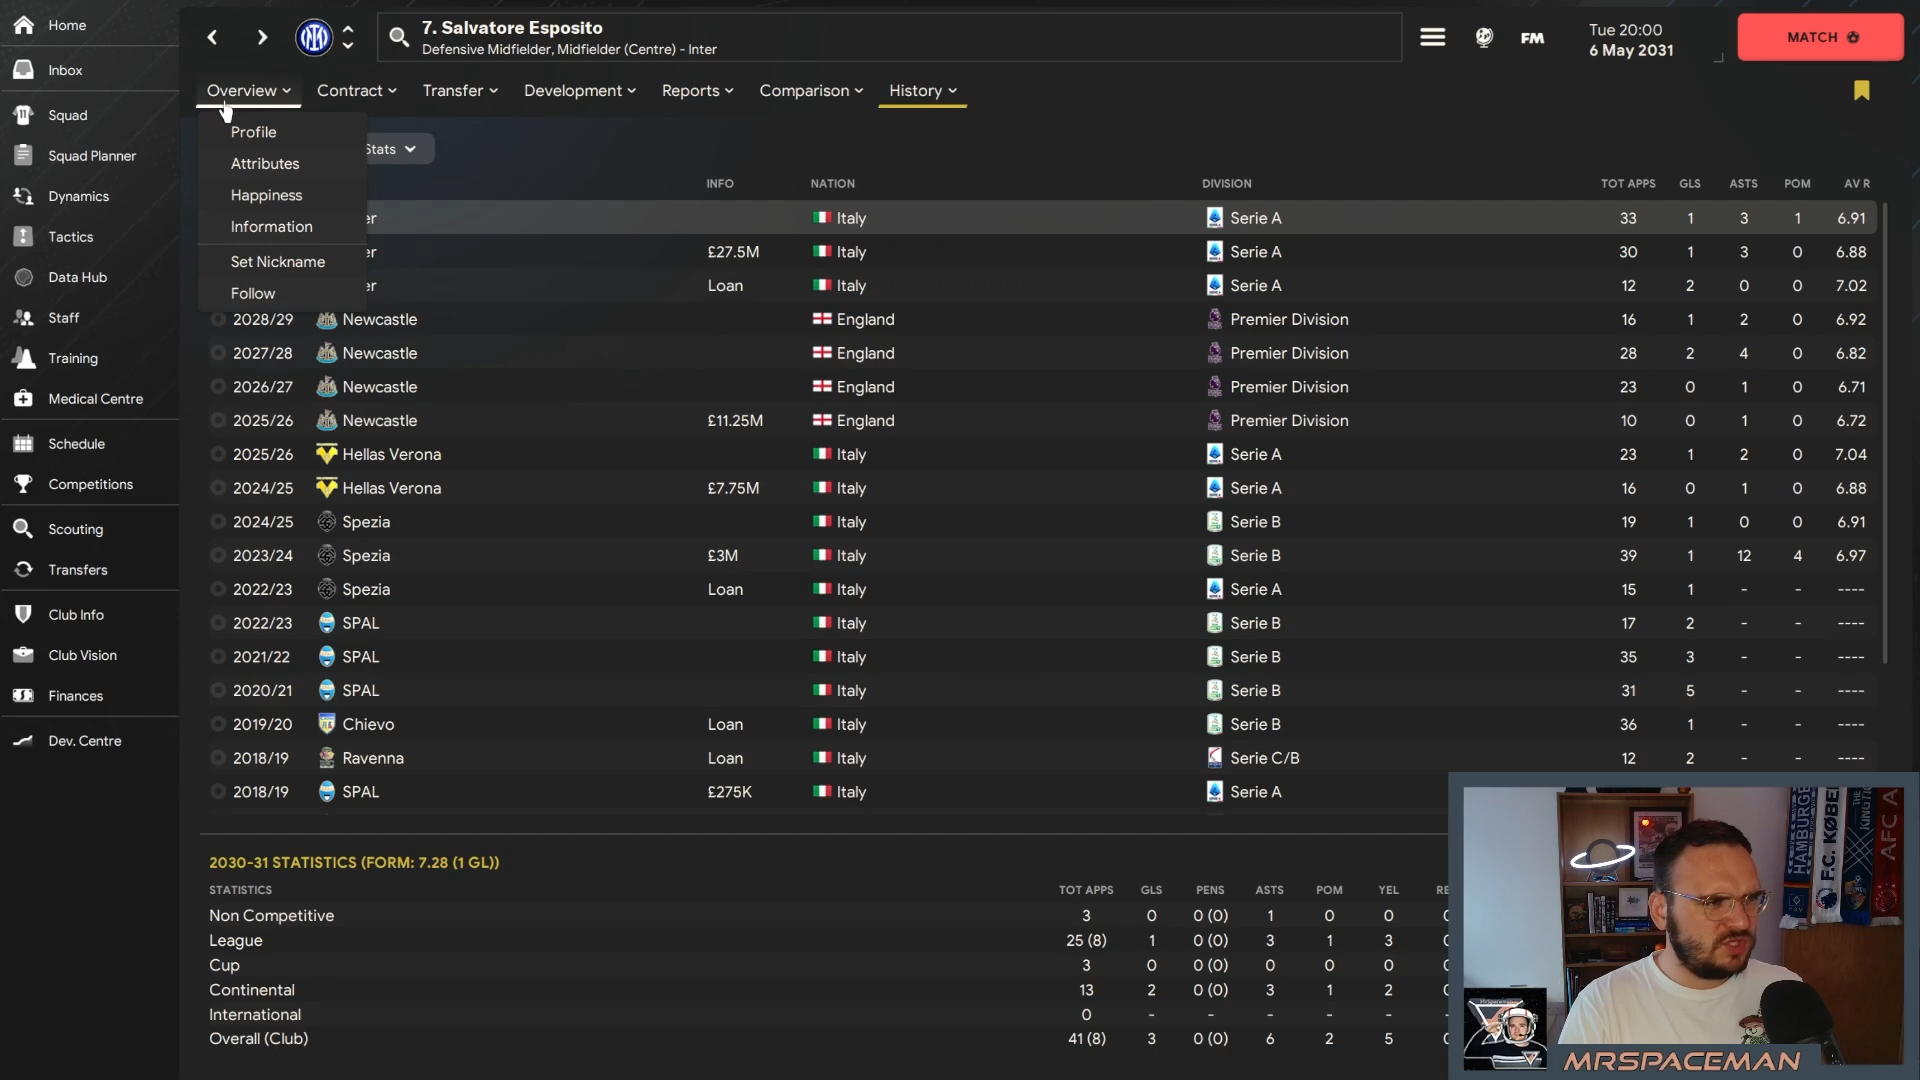 Home
Inbox
Squad
Squad Planner
Dynamics
Tactics
Data Hub
Staff
Training
Medical Centre
Schedule
Competitions
Scouting
Transfers
Club Info
Club Vision
Finances
Dev. Centre
7. Salvatore Esposito
Defensive Midfielder, Midfielder (Centre) - Inter
FM
Tue 20:00
6 May 2031
MATCH
Overview Contract Transfer Development Reports Comparison History
Profile
Attributes
Happiness
Information
Set Nickname
Follow
Stats
INFO NATION DIVISION TOT APPS GLS ASTS POM AV R
er Italy Serie A 33 1 3 1 6.91
er £27.5M Italy Serie A 30 1 3 0 6.88
er Loan Italy Serie A 12 2 0 0 7.02
2028/29 Newcastle England Premier Division 16 1 2 0 6.92
2027/28 Newcastle England Premier Division 28 2 4 0 6.82
2026/27 Newcastle England Premier Division 23 0 1 0 6.71
2025/26 Newcastle £11.25M England Premier Division 10 0 1 0 6.72
2025/26 Hellas Verona Italy Serie A 23 1 2 0 7.04
2024/25 Hellas Verona £7.75M Italy Serie A 16 0 1 0 6.88
2024/25 Spezia Italy Serie B 19 1 0 0 6.91
2023/24 Spezia £3M Italy Serie B 39 1 12 4 6.97
2022/23 Spezia Loan Italy Serie A 15 1 - - ----
2022/23 SPAL Italy Serie B 17 2 - - ----
2021/22 SPAL Italy Serie B 35 3 - - ----
2020/21 SPAL Italy Serie B 31 5 - - ----
2019/20 Chievo Loan Italy Serie B 36 1 - - ----
2018/19 Ravenna Loan Italy Serie C/B 12 2 - - ----
2018/19 SPAL £275K Italy Serie A
2030-31 STATISTICS (FORM: 7.28 (1 GL))
STATISTICS TOT APPS GLS PENS ASTS POM YEL RE
Non Competitive 3 0 0 (0) 1 0 0
League 25 (8) 1 0 (0) 3 1 3
Cup 3 0 0 (0) 0 0 0
Continental 13 2 0 (0) 3 1 2
International 0 - - - - -
Overall (Club) 41 (8) 3 0 (0) 6 2 5
HAMBURGE
F.C. KØBE
AFC A
MRSPACEMAN